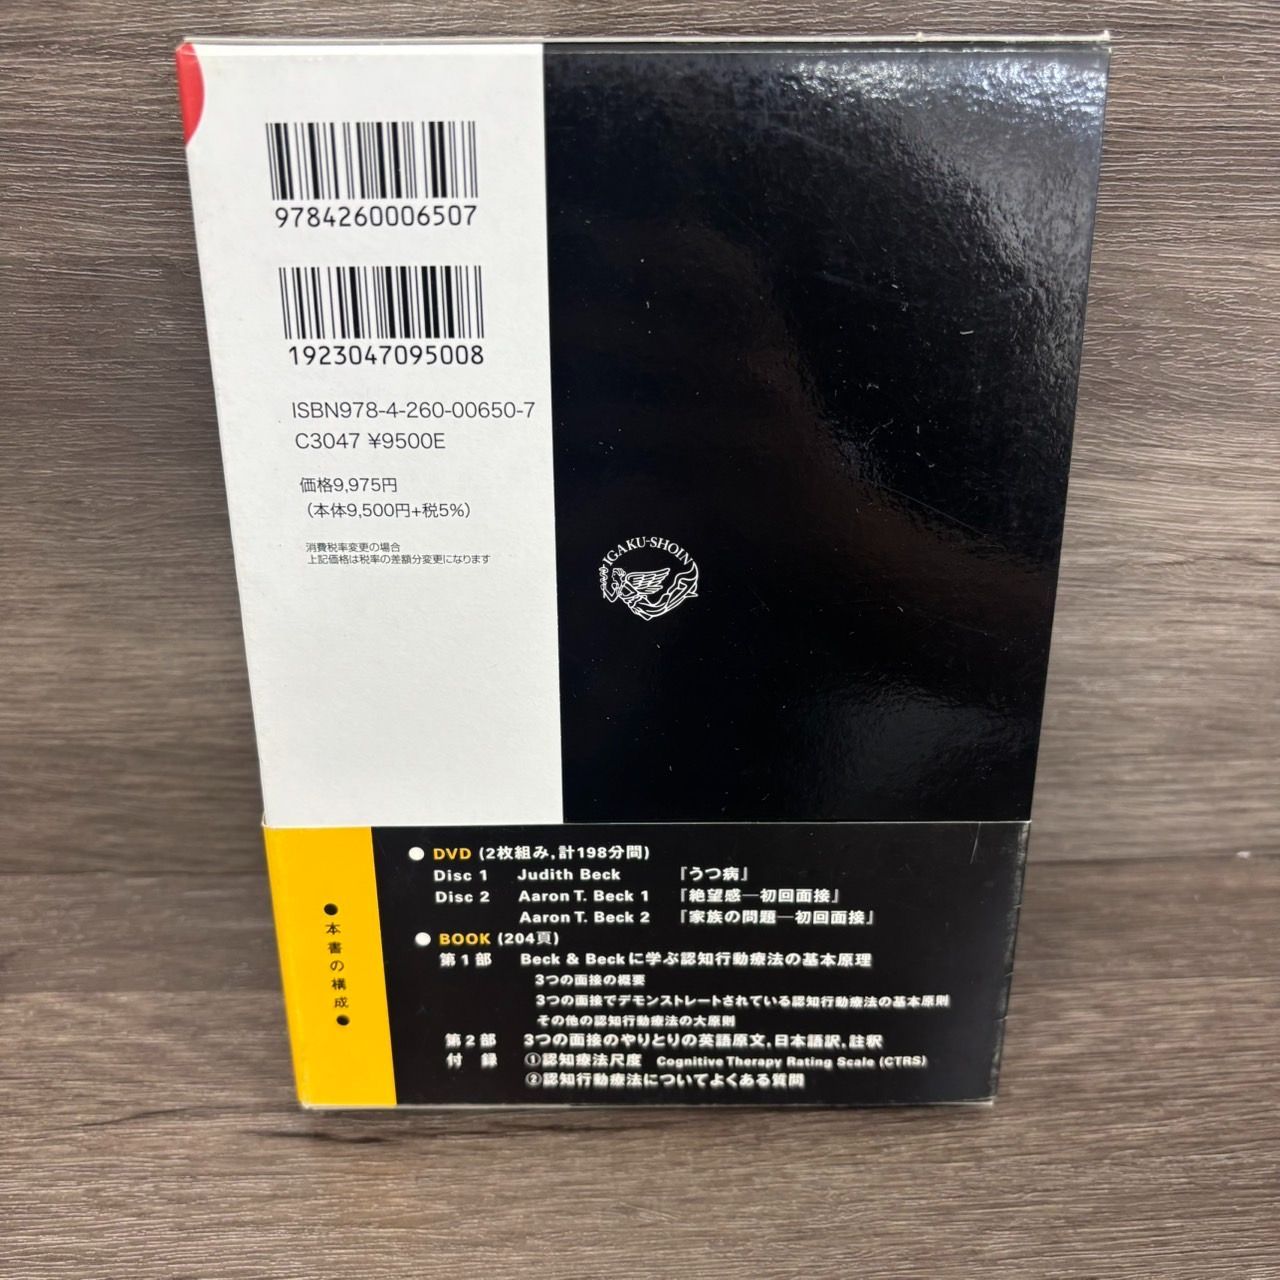 9784260006507
1923047095008
ISBN978-4-260-00650-7
C3047 ¥9500E
価格9,975円
(本体9,500円+税5%)
消費税率変更の場合
上記価格は税率の差額分変更になります
IGAKU-SHOIN
●本書の構成●
● DVD (2枚組み,計198分間)
Disc 1 Judith Beck 『うつ病』
Disc 2 Aaron T. Beck 1 『絶望感―初回面接』
Aaron T. Beck 2 『家族の問題―初回面接』
● BOOK (204頁)
第1部 Beck & Beckに学ぶ認知行動療法の基本原理
3つの面接の概要
3つの面接でデモンストレートされている認知行動療法の基本原則
その他の認知行動療法の大原則
第2部 3つの面接のやりとりの英語原文,日本語訳,註釈
付録 ①認知療法尺度 Cognitive Therapy Rating Scale (CTRS)
②認知行動療法についてよくある質問